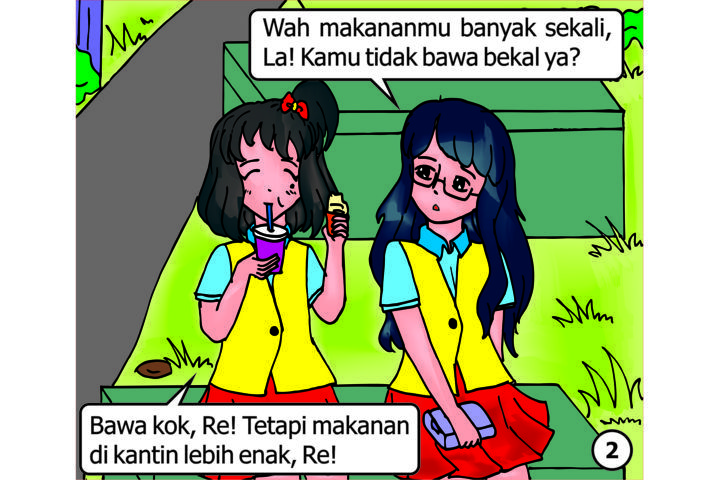 Wah makananmu banyak sekali,
La! Kamu tidak bawa bekal ya?
Bawa kok, Re! Tetapi makanan
di kantin lebih enak, Re!
2